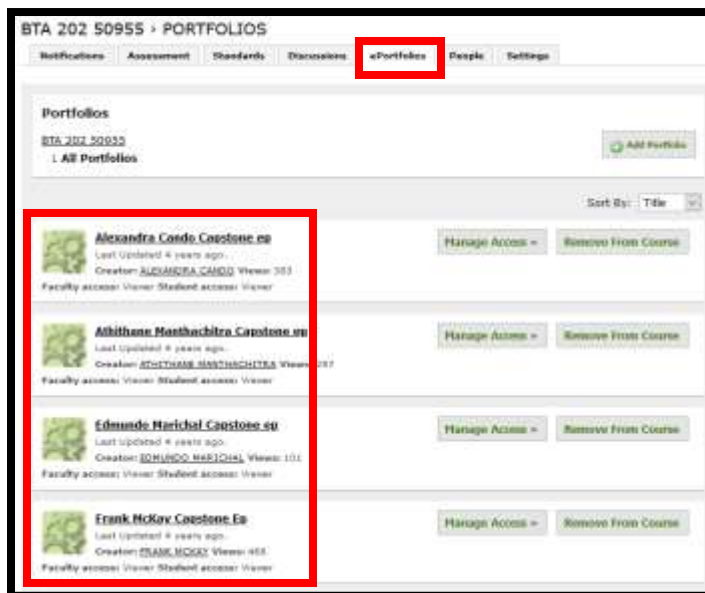 BTA 202 50955 › PORTFOLIOS
Notifications Assessment Standards Discussions ePortfolios People Settings
Portfolios
BTA 202 50955
All Portfolios
Add Portfolio
Sort By: Title
Alexandra Cando Capstone ep
Manage Access Remove From Course
Last Updated 4 years ago.
Creator: ALEXANDRA CANDO Views: 383
Faculty access: Viewer Student access: Viewer
Athithane Manthachitra Capstone ep
Manage Access Remove From Course
Last Updated 4 years ago.
Creator: ATHITHANE MANTHACHITRA Views:
Faculty access: Viewer Student access: Viewer
Edmundo Marichal Capstone ep
Manage Access Remove From Course
Last Updated 4 years ago.
Creator: EDMUNDO MARICHAL Views: 101
Faculty access: Viewer Student access: Viewer
Frank McKay Capstone Ep
Manage Access Remove From Course
Last Updated 4 years ago.
Creator: FRANK MCKAY Views:
Faculty access: Viewer Student access: Viewer